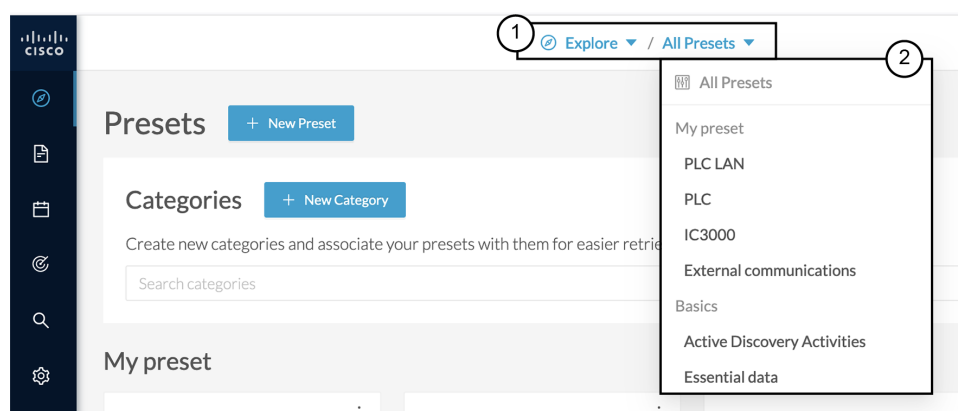 CISCO
1
Explore / All Presets
2
All Presets
Presets
+ New Preset
My preset
PLC LAN
Categories
+ New Category
PLC
IC3000
Create new categories and associate your presets with them for easier retrie
External communications
Search categories
Basics
Active Discovery Activities
My preset
Essential data